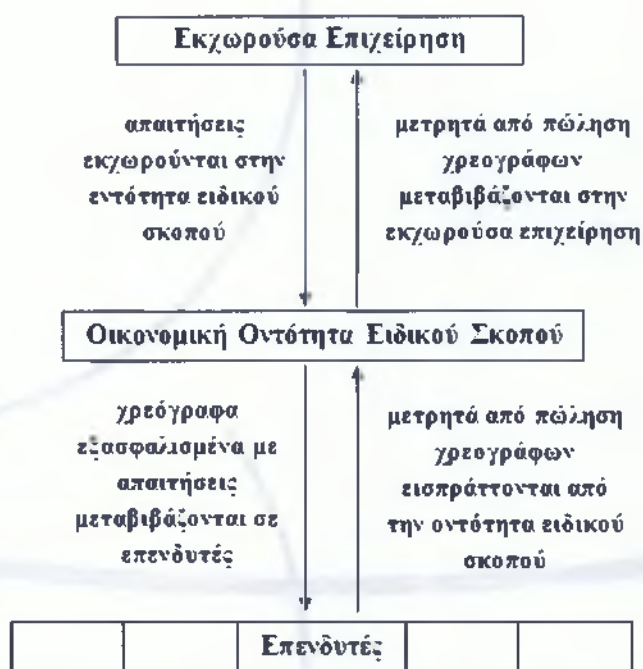 Εκχωρούσα Επιχείρηση
απαιτήσεις
εκχωρούνται στην
εντότητα ειδικού
σκοπού
μετρητά από πώληση
χρεογράφων
μεταβιβάζονται στην
εκχωρούσα επιχείρηση
Οικονομική Οντότητα Ειδικού Σκοπού
χρεόγραφα
εξασφαλισμένα με
απαιτήσεις
μεταβιβάζονται σε
επενδυτές
μετρητά από πώληση
χρεογράφων
εισπράττονται από
την οντότητα ειδικού
σκοπού
Επενδυτές